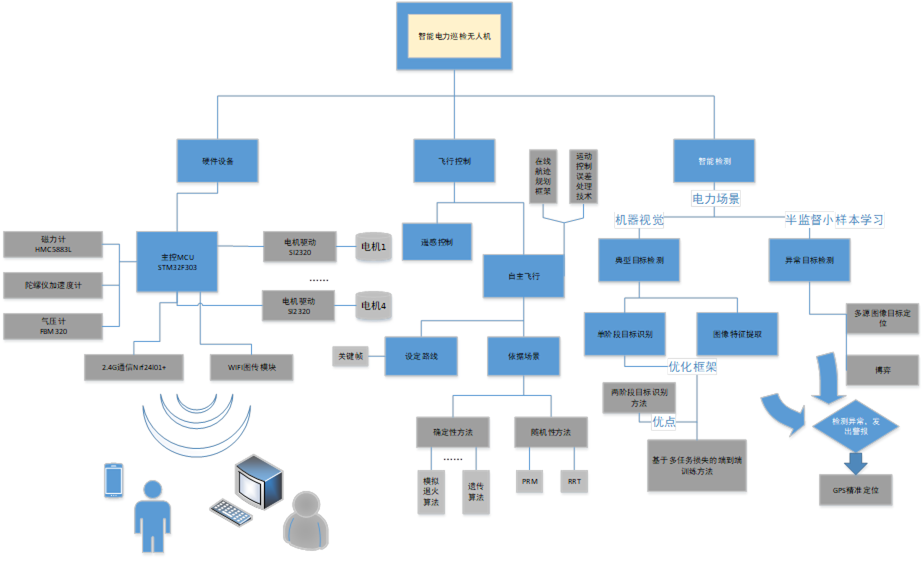 智能电力巡检无人机
硬件设备
飞行控制
在线
航迹
规划
框架
运动
控制
误差
处理
技术
智能检测
电力场景
机器视觉
半监督小样本学习
磁力计
HMC5883L
陀螺仪加速度计
气压计
FBM320
主控MCU
STM32F303
电机驱动
SI2320
电机1
......
电机驱动
SI2320
电机4
2.4G通信Nrf24l01+
WIFI图传模块
遥感控制
自主飞行
关键帧
设定路线
依据场景
确定性方法
随机性方法
......
模拟
退火
算法
遗传
算法
PRM
RRT
典型目标检测
异常目标检测
单阶段目标识别
图像特征提取
优化框架
两阶段目标识别
方法
优点
基于多任务损失的端到端
训练方法
多源图像目标定
位
博弈
检测异常、发
出警报
GPS精准定位